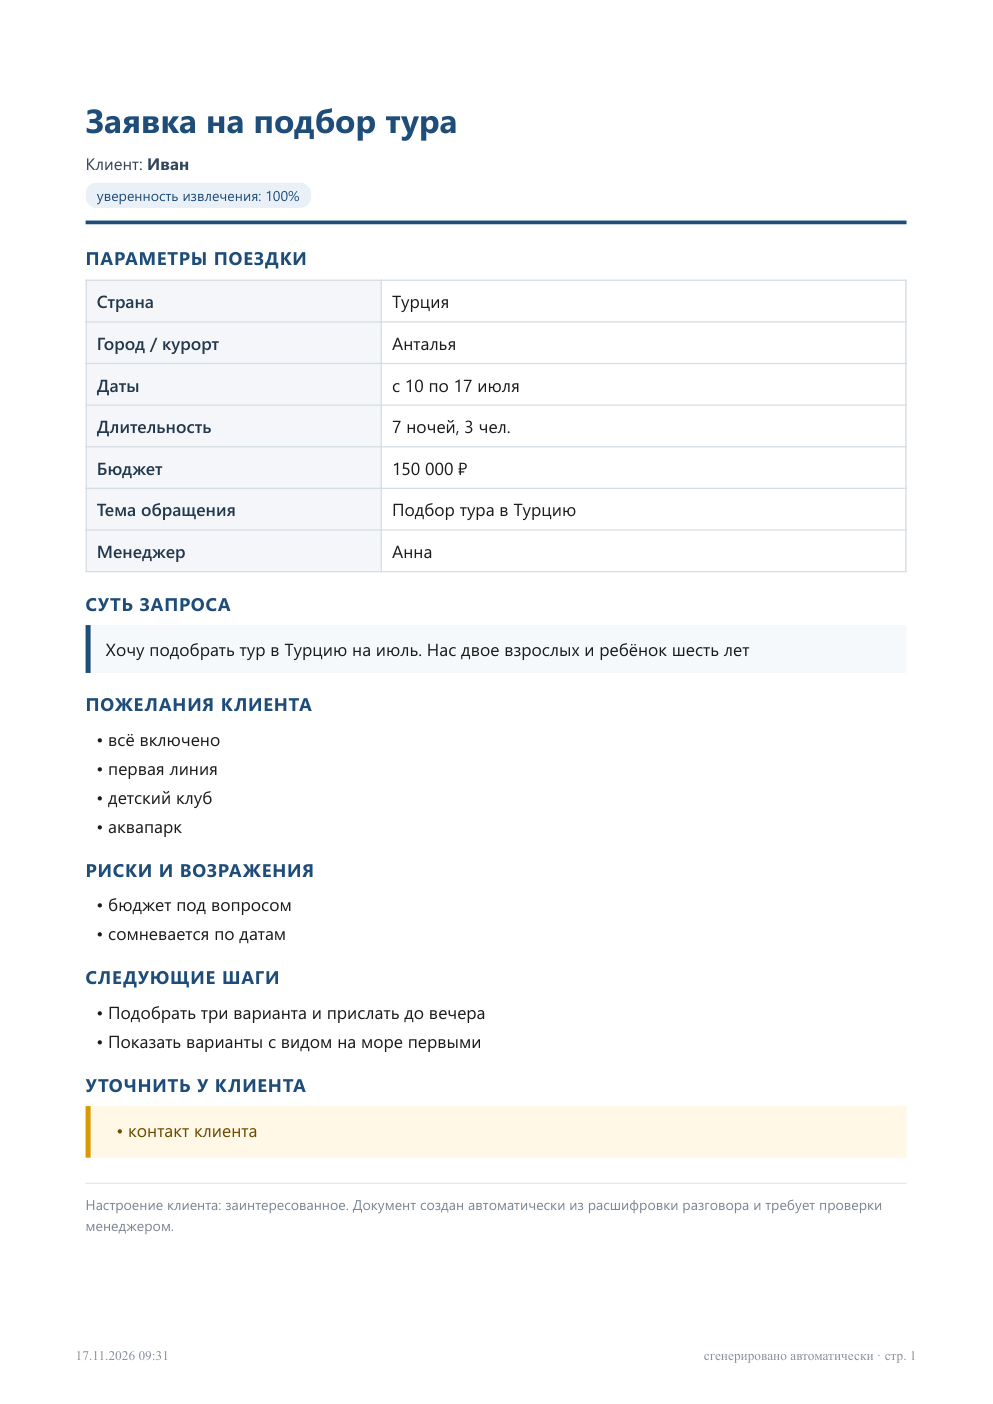 Заявка на подбор тура
Клиент: Иван
уверенность извлечения: 100%
ПАРАМЕТРЫ ПОЕЗДКИ
Страна Турция
Город / курорт Анталья
Даты с 10 по 17 июля
Длительность 7 ночей, 3 чел.
Бюджет 150 000 ₽
Тема обращения Подбор тура в Турцию
Менеджер Анна
СУТЬ ЗАПРОСА
Хочу подобрать тур в Турцию на июль. Нас двое взрослых и ребёнок шесть лет
ПОЖЕЛАНИЯ КЛИЕНТА
• всё включено
• первая линия
• детский клуб
• аквапарк
РИСКИ И ВОЗРАЖЕНИЯ
• бюджет под вопросом
• сомневается по датам
СЛЕДУЮЩИЕ ШАГИ
• Подобрать три варианта и прислать до вечера
• Показать варианты с видом на море первыми
УТОЧНИТЬ У КЛИЕНТА
• контакт клиента
Настроение клиента: заинтересованное. Документ создан автоматически из расшифровки разговора и требует проверки
менеджером.
17.11.2026 09:31 сгенерировано автоматически · стр. 1